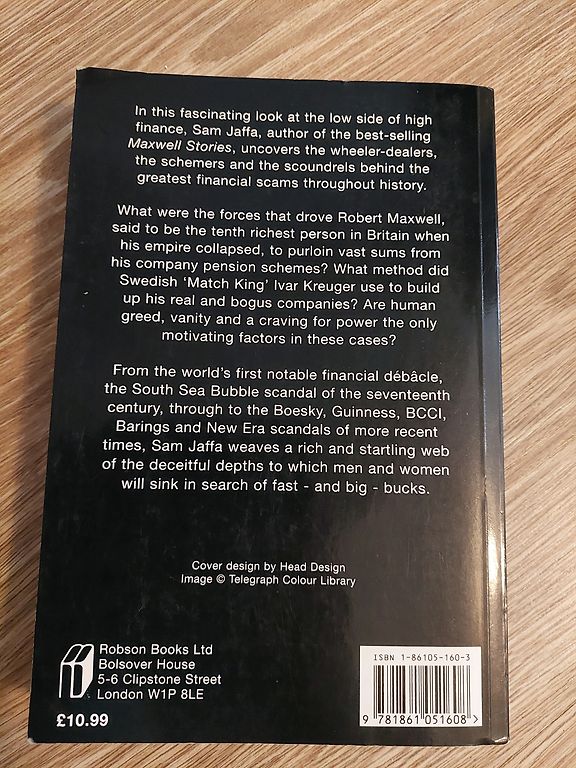 In this fascinating look at the low side of high
finance, Sam Jaffa, author of the best-selling
Maxwell Stories, uncovers the wheeler-dealers,
the schemers and the scoundrels behind the
greatest financial scams throughout history.
What were the forces that drove Robert Maxwell,
said to be the tenth richest person in Britain when
his empire collapsed, to purloin vast sums from
his company pension schemes? What method did
Swedish 'Match King' Ivar Kreuger use to build
up his real and bogus companies? Are human
greed, vanity and a craving for power the only
motivating factors in these cases?
From the world's first notable financial débâcle,
the South Sea Bubble scandal of the seventeenth
century, through to the Boesky, Guinness, BCCI,
Barings and New Era scandals of more recent
times, Sam Jaffa weaves a rich and startling web
of the deceitful depths to which men and women
will sink in search of fast - and big - bucks.
Cover design by Head Design
Image © Telegraph Colour Library
Robson Books Ltd
Bolsover House
5-6 Clipstone Street
London W1P 8LE
£10.99
ISBN 1-86105-160-3
9 781861 051608 >